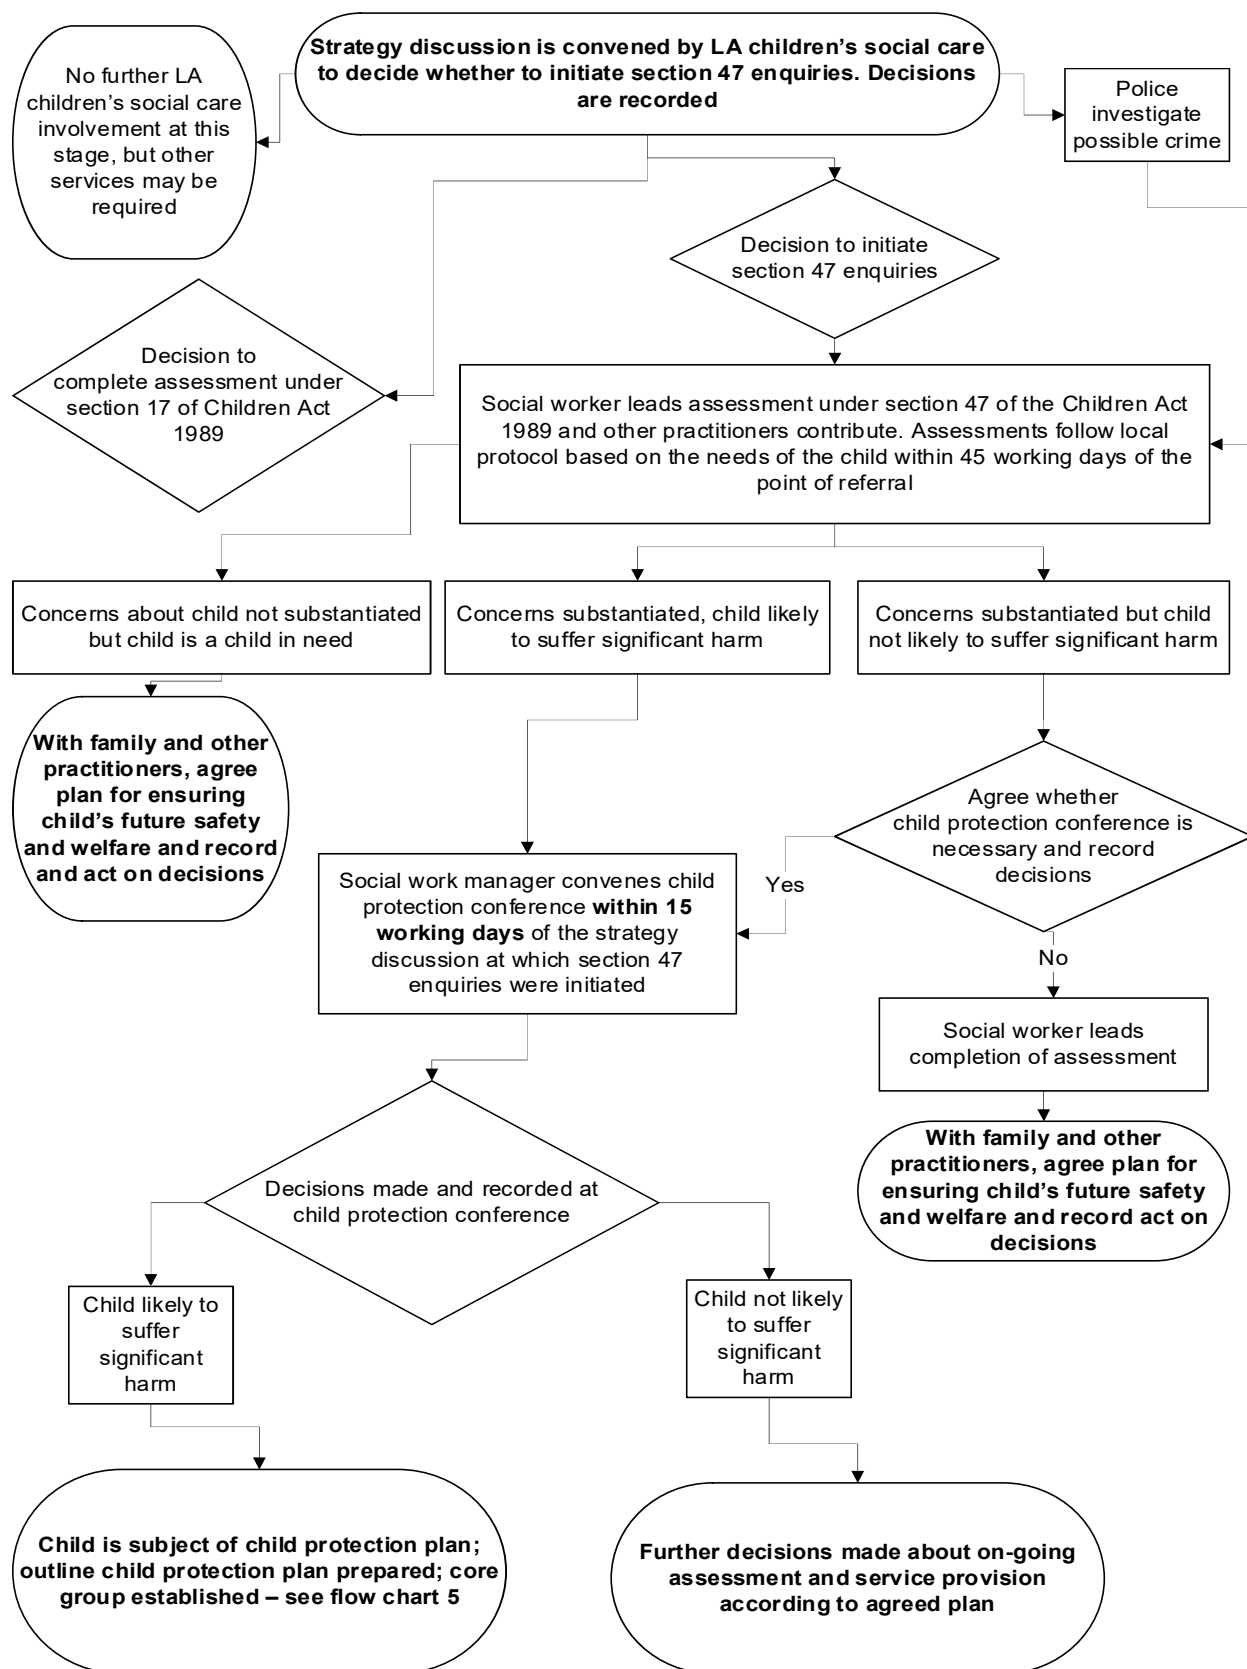 Strategy discussion is convened by LA children’s social care
to decide whether to initiate section 47 enquiries. Decisions
are recorded
No further LA
children’s social care
involvement at this
stage, but other
services may be
required
Police
investigate
possible crime
Decision to initiate
section 47 enquiries
Decision to
complete assessment under
section 17 of Children Act
1989
Social worker leads assessment under section 47 of the Children Act
1989 and other practitioners contribute. Assessments follow local
protocol based on the needs of the child within 45 working days of the
point of referral
Concerns about child not substantiated
but child is a child in need
Concerns substantiated, child likely
to suffer significant harm
Concerns substantiated but child
not likely to suffer significant harm
With family and other
practitioners, agree
plan for ensuring
child’s future safety
and welfare and record
and act on decisions
Agree whether
child protection conference is
necessary and record
decisions
Yes
Social work manager convenes child
protection conference within 15
working days of the strategy
discussion at which section 47
enquiries were initiated
No
Social worker leads
completion of assessment
With family and other
practitioners, agree plan for
ensuring child’s future safety
and welfare and record act on
decisions
Decisions made and recorded at
child protection conference
Child likely to
suffer
significant
harm
Child not likely
to suffer
significant
harm
Child is subject of child protection plan;
outline child protection plan prepared; core
group established – see flow chart 5
Further decisions made about on-going
assessment and service provision
according to agreed plan